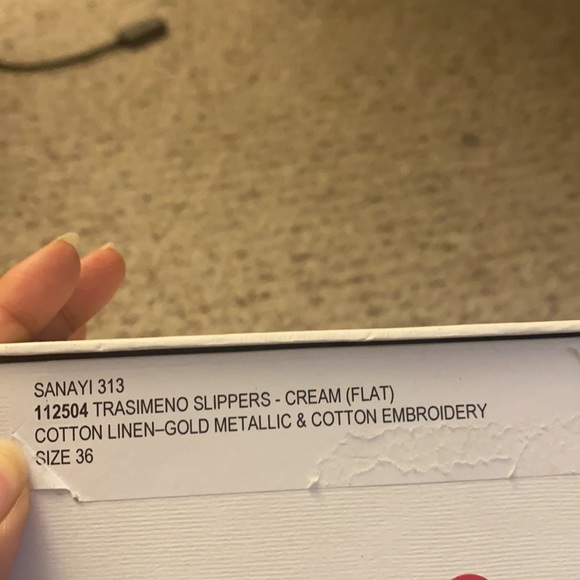 SANAYI 313
112504 TRASIMENO SLIPPERS - CREAM (FLAT)
COTTON LINEN–GOLD METALLIC & COTTON EMBROIDERY
SIZE 36